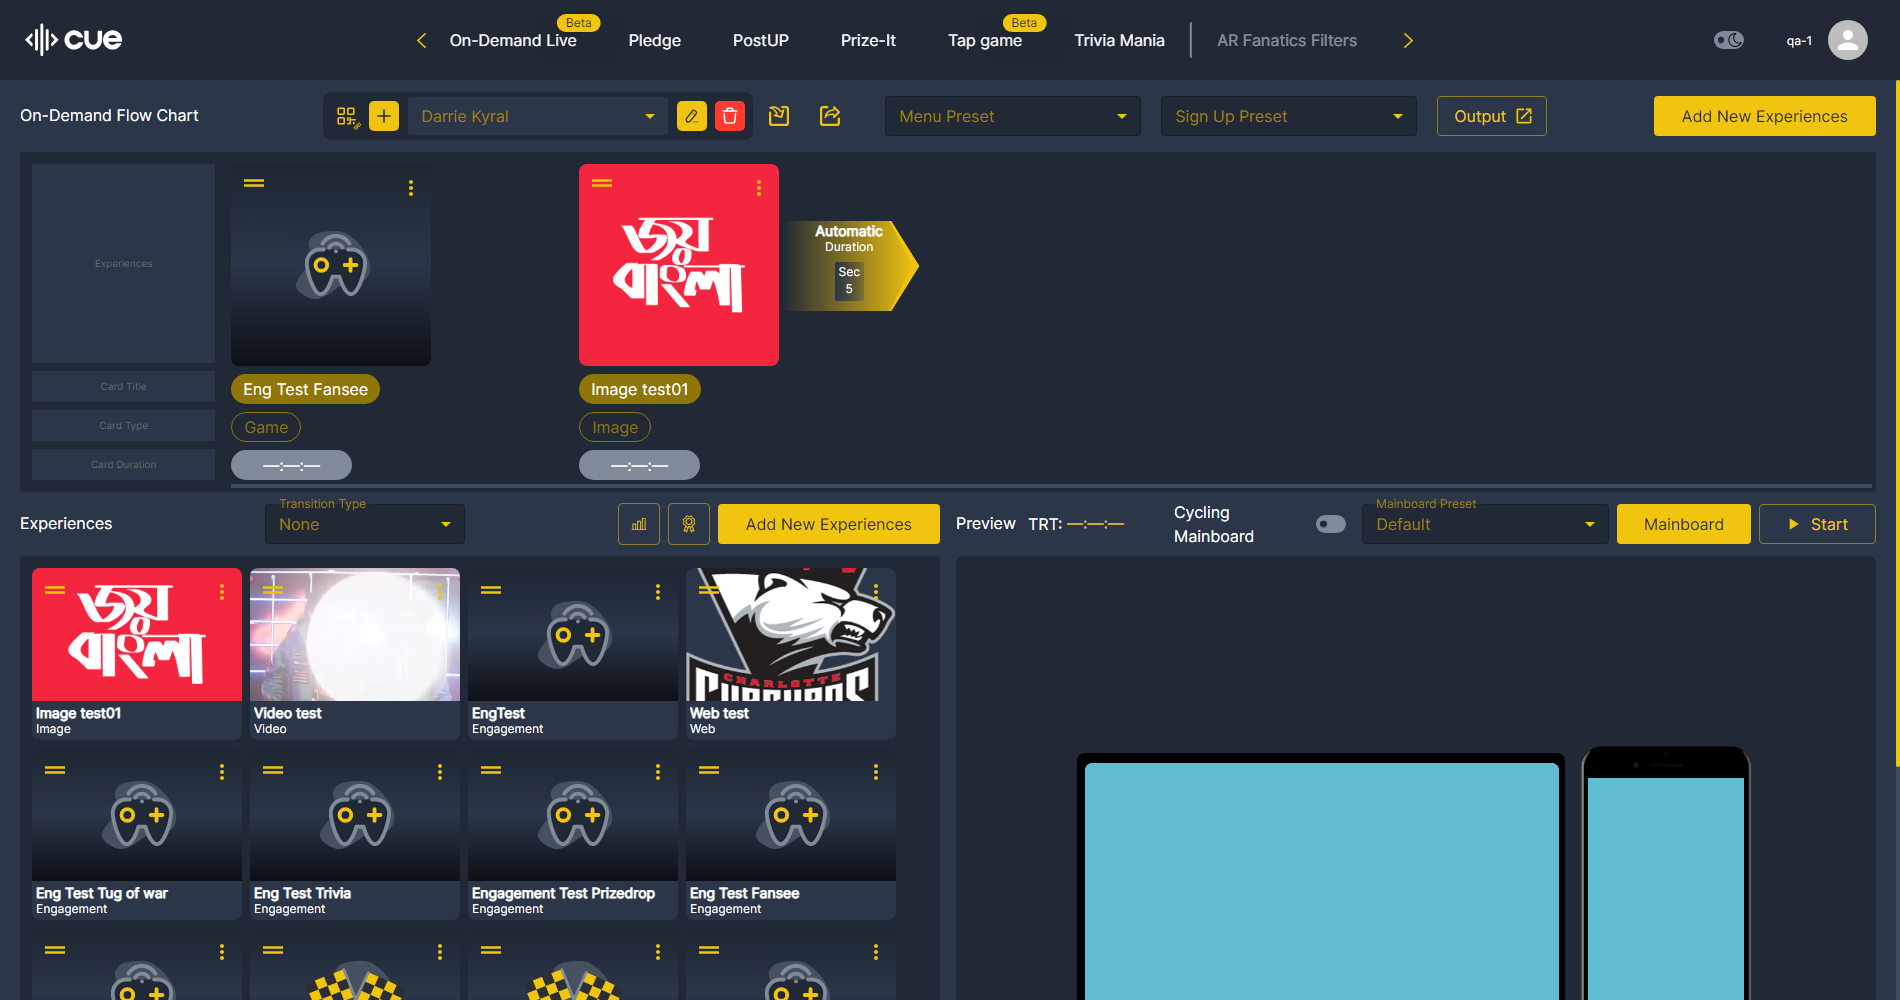 cue
On-Demand Live
Beta
Pledge
PostUP
Prize-It
Tap game
Beta
Trivia Mania
AR Fanatics Filters
qa-1
On-Demand Flow Chart
Darrie Kyral
Menu Preset
Sign Up Preset
Output
Add New Experiences
Experiences
Card Title
Card Type
Card Duration
জয়
বাংলা
Automatic
Duration
Sec
5
Eng Test Fansee
Game
—:—:—
Image test01
Image
—:—:—
Experiences
Transition Type
None
Add New Experiences
Preview
TRT: —:—:—
Cycling
Mainboard
Mainboard Preset
Default
Mainboard
Start
জয়
বাংলা
CHARLOTTE
Image test01
Image
Video test
Video
EngTest
Engagement
Web test
Web
Eng Test Tug of war
Engagement
Eng Test Trivia
Engagement
Engagement Test Prizedrop
Engagement
Eng Test Fansee
Engagement